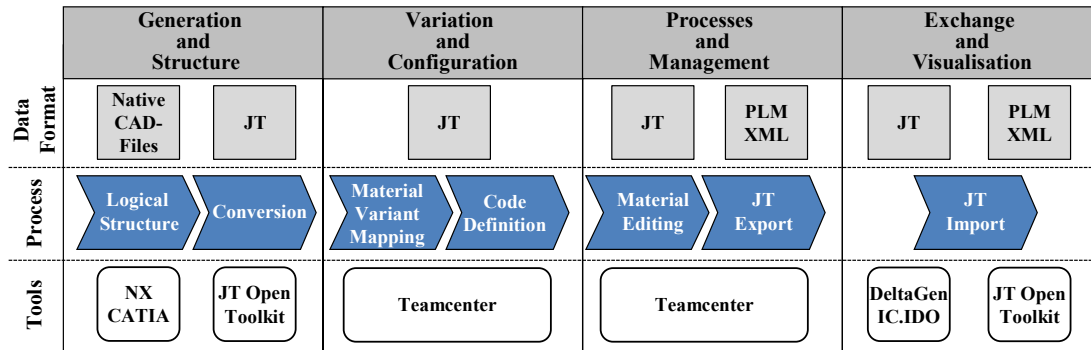 Generation
and
Structure
Variation
and
Configuration
Processes
and
Management
Exchange
and
Visualisation
Data
Format
Native
CAD-
Files
JT
JT
JT
PLM
XML
JT
PLM
XML
Process
Logical
Structure
Conversion
Material
Variant
Mapping
Code
Definition
Material
Editing
JT
Export
JT
Import
Tools
NX
CATIA
JT Open
Toolkit
Teamcenter
Teamcenter
DeltaGen
IC.IDO
JT Open
Toolkit